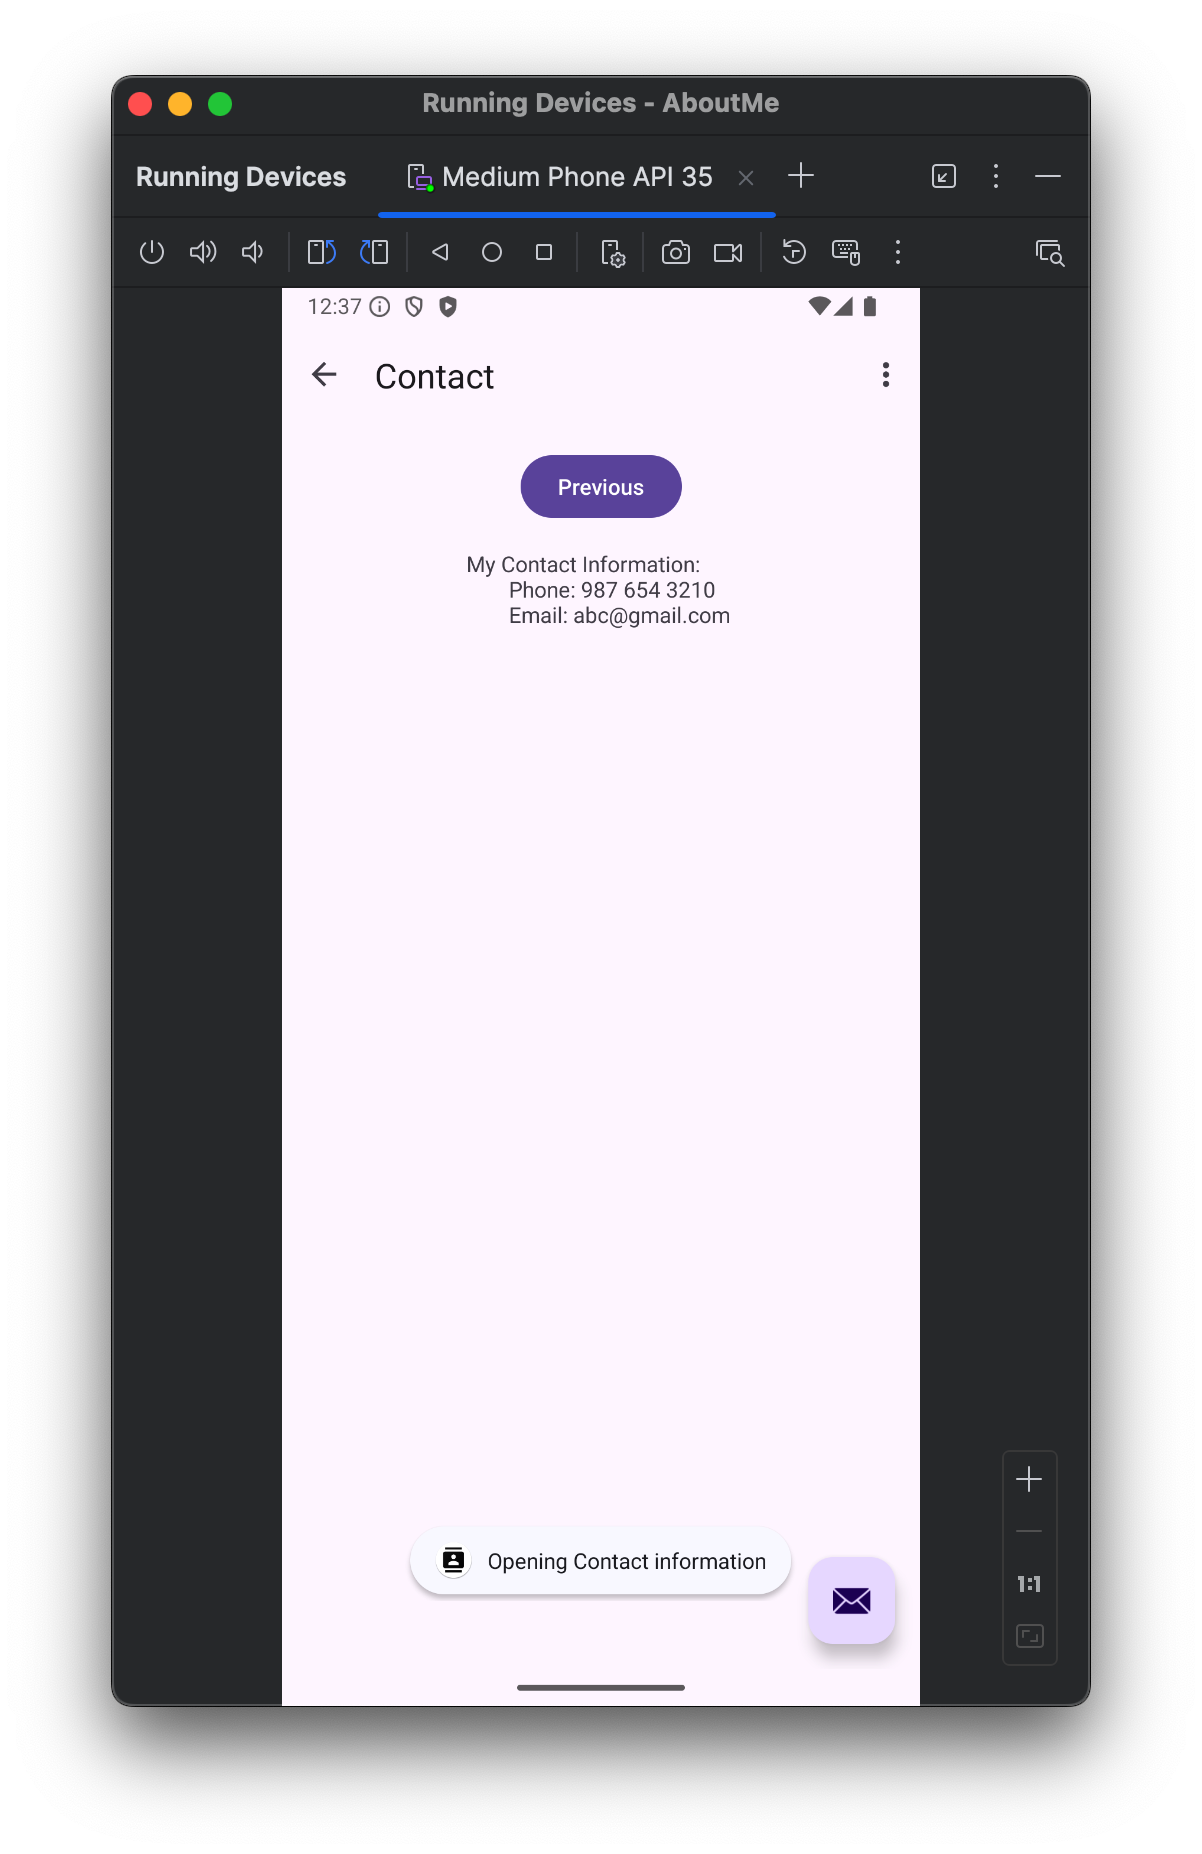 Running Devices - AboutMe
Running Devices
Medium Phone API 35
12:37
Contact
Previous
My Contact Information:
Phone: 987 654 3210
Email: abc@gmail.com
Opening Contact information
1:1